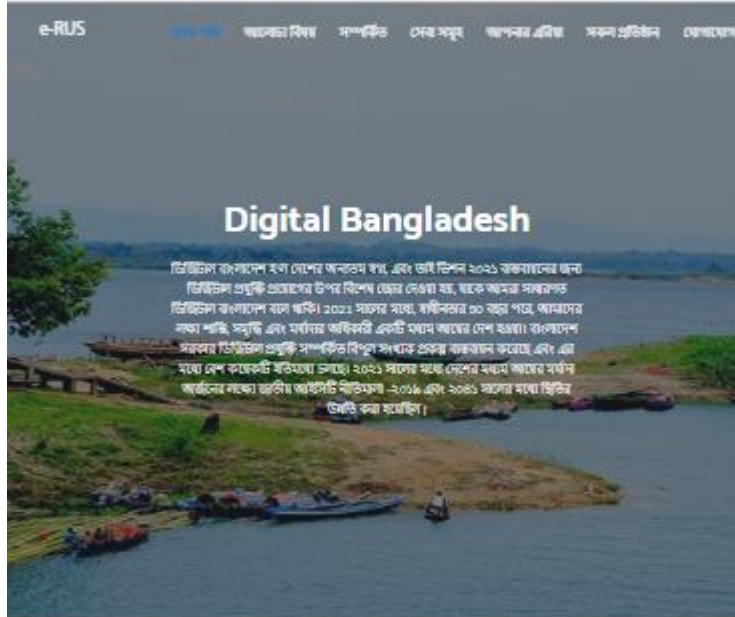 e-RUS
আলোচ্য বিষয়
সম্পর্কিত
সেবা সমূহ
আপনার এরিয়া
সকল প্রতিষ্ঠান
Digital Bangladesh
ডিজিটাল বাংলাদেশ হ'ল দেশের অন্যতম স্বপ্ন, এবং তাই ভিশন ২০২১ বাস্তবায়নের জন্য
ডিজিটাল প্রযুক্তি প্রয়োগের উপর বিশেষ জোর দেওয়া হয়, যাকে আমরা সাধারণত
ডিজিটাল বাংলাদেশ বলে থাকি। 2021 সালের মধ্যে, স্বাধীনতার ৫০ বছর পরে, আমাদের
লক্ষ্য শান্তি, সমৃদ্ধি এবং মর্যাদার অধিকারী একটি মধ্যম আয়ের দেশ হওয়া। বাংলাদেশ
সরকার ডিজিটাল প্রযুক্তি সম্পর্কিত বিপুল সংখ্যক প্রকল্প বাস্তবায়ন করেছে এবং এর
মধ্যে বেশ কয়েকটি ইতিমধ্যে চলছে। ২০২১ সালের মধ্যে দেশের মধ্যম আয়ের মর্যাদা
অর্জনের লক্ষ্যে জাতীয় আইসিটি নীতিমালা -২০১৯ এবং ২০৪১ সালের মধ্যে স্থিতির
উন্নতি করা হয়েছিল।